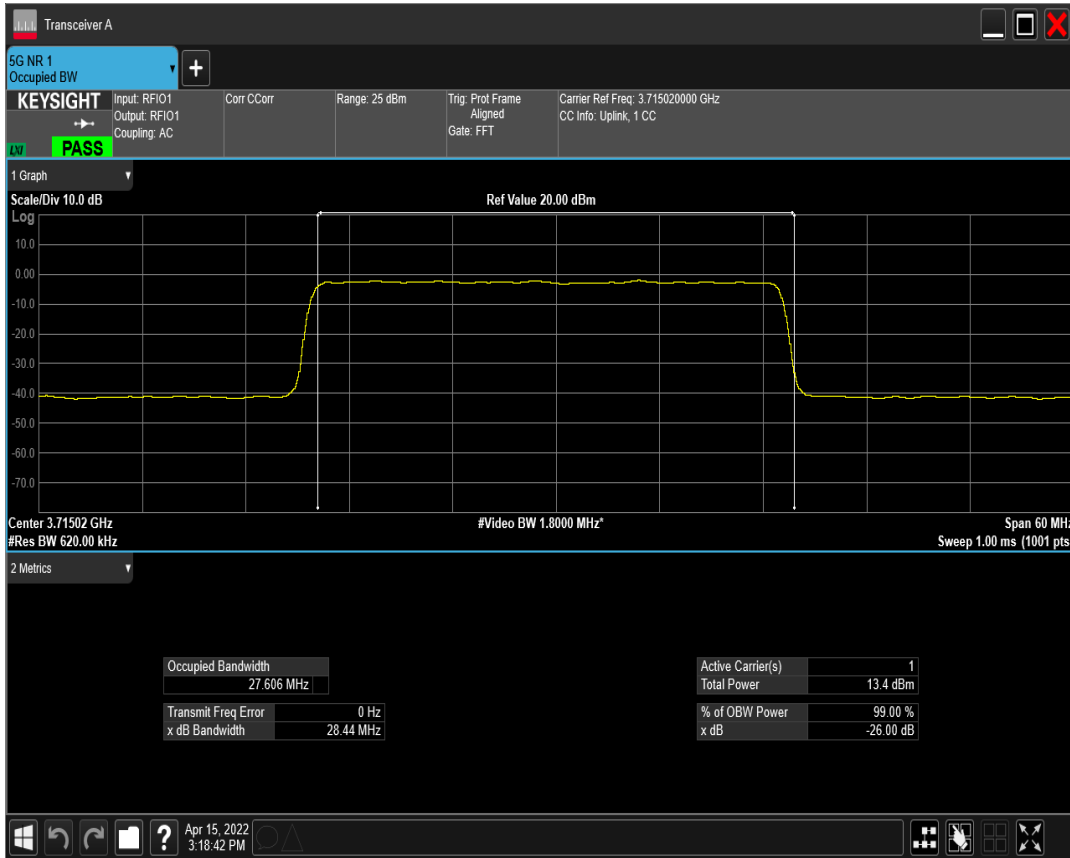 Transceiver A
5G NR 1
Occupied BW
+
KEYSIGHT
LXI
PASS
Input: RFIO1
Output: RFIO1
Coupling: AC
Corr CCorr
Range: 25 dBm
Trig: Prot Frame
Aligned
Gate: FFT
Carrier Ref Freq: 3.715020000 GHz
CC Info: Uplink, 1 CC
1 Graph
Scale/Div 10.0 dB
Ref Value 20.00 dBm
Log
10.0
0.00
-10.0
-20.0
-30.0
-40.0
-50.0
-60.0
-70.0
Center 3.71502 GHz
#Video BW 1.8000 MHz*
Span 60 MHz
#Res BW 620.00 kHz
Sweep 1.00 ms (1001 pts
2 Metrics
Occupied Bandwidth
27.606 MHz
Transmit Freq Error 0 Hz
x dB Bandwidth 28.44 MHz
Active Carrier(s) 1
Total Power 13.4 dBm
% of OBW Power 99.00 %
x dB -26.00 dB
?
Apr 15, 2022
3:18:42 PM